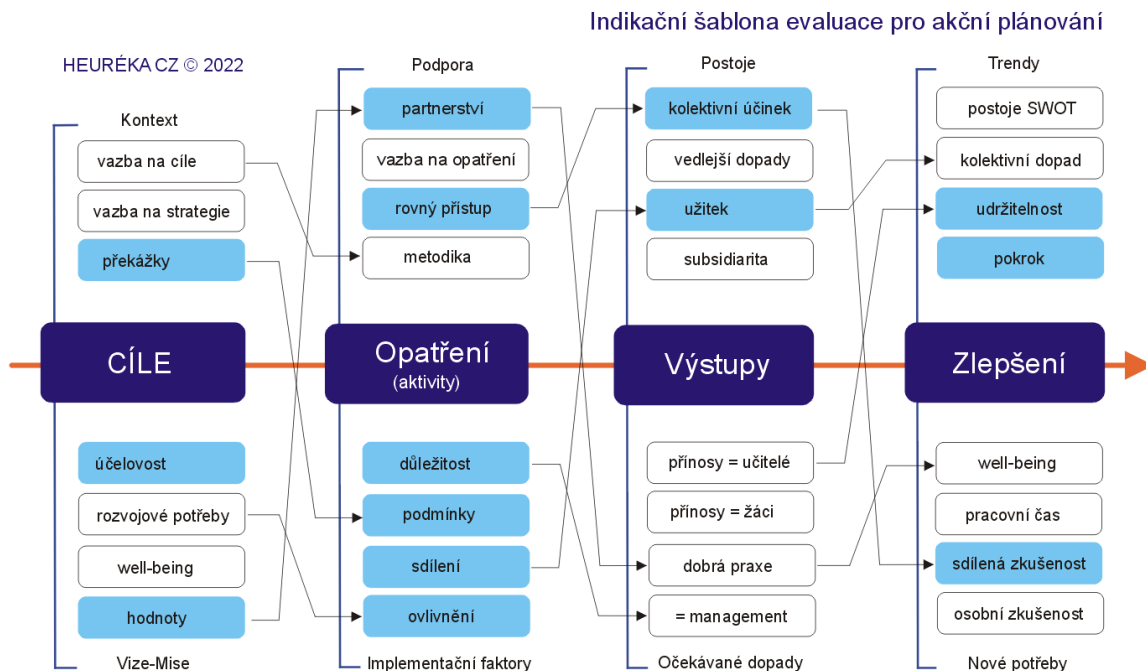 Indikační šablona evaluace pro akční plánování
HEURÉKA CZ © 2022
Kontext
vazba na cíle
vazba na strategie
překážky
CÍLE
účelovost
rozvojové potřeby
well-being
hodnoty
Vize-Mise
Podpora
partnerství
vazba na opatření
rovný přístup
metodika
Opatření
(aktivity)
důležitost
podmínky
sdílení
ovlivnění
Implementační faktory
Postoje
kolektivní účinek
vedlejší dopady
užitek
subsidiarita
Výstupy
přínosy = učitelé
přínosy = žáci
dobrá praxe
= management
Očekávané dopady
Trendy
postoje SWOT
kolektivní dopad
udržitelnost
pokrok
Zlepšení
well-being
pracovní čas
sdílená zkušenost
osobní zkušenost
Nové potřeby